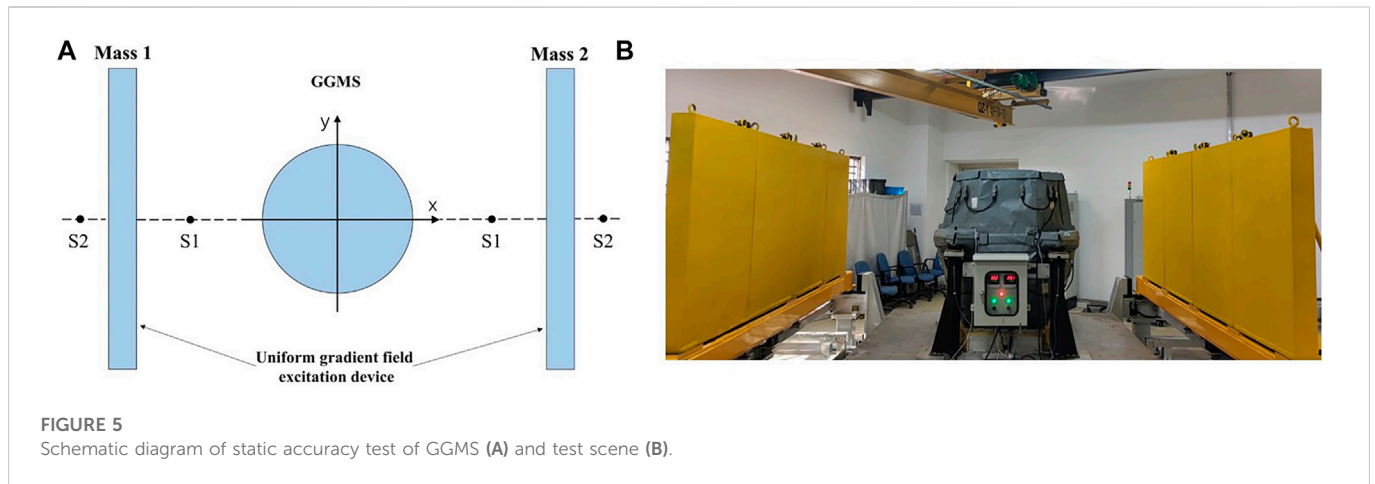 A
Mass 1
GGMS
Mass 2
y
x
S2
S1
S1
S2
Uniform gradient field
excitation device
B
FIGURE 5
Schematic diagram of static accuracy test of GGMS (A) and test scene (B).